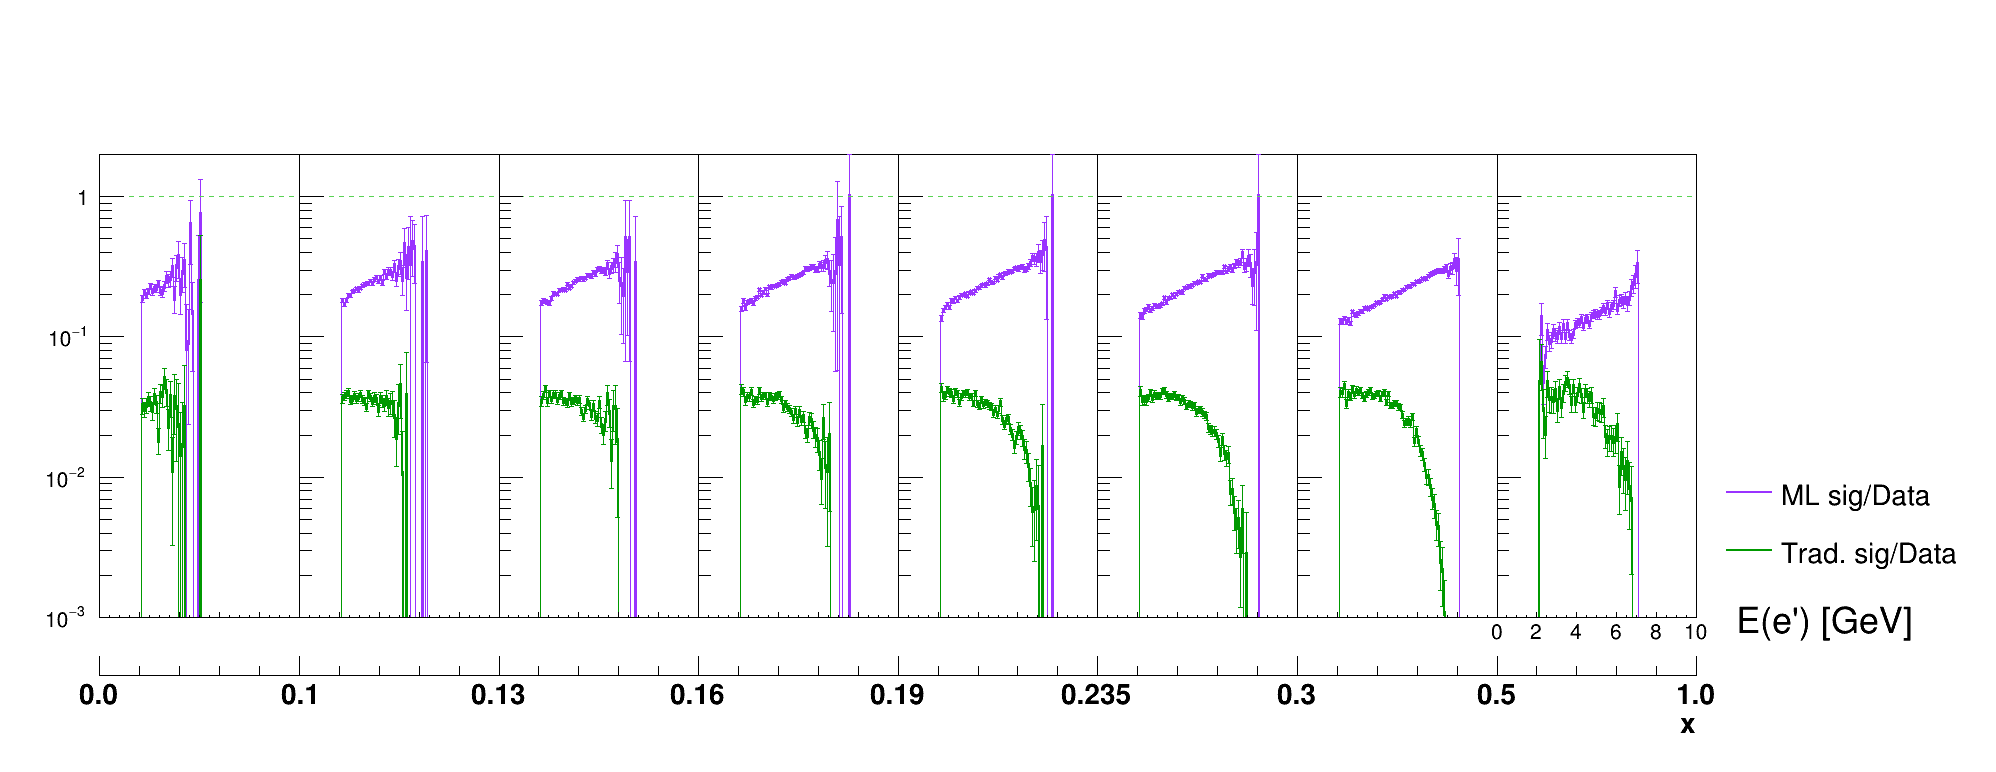 1
10⁻¹
10⁻²
10⁻³
ML sig/Data
Trad. sig/Data
E(e') [GeV]
0 2 4 6 8 10
0.0 0.1 0.13 0.16 0.19 0.235 0.3 0.5 1.0
x